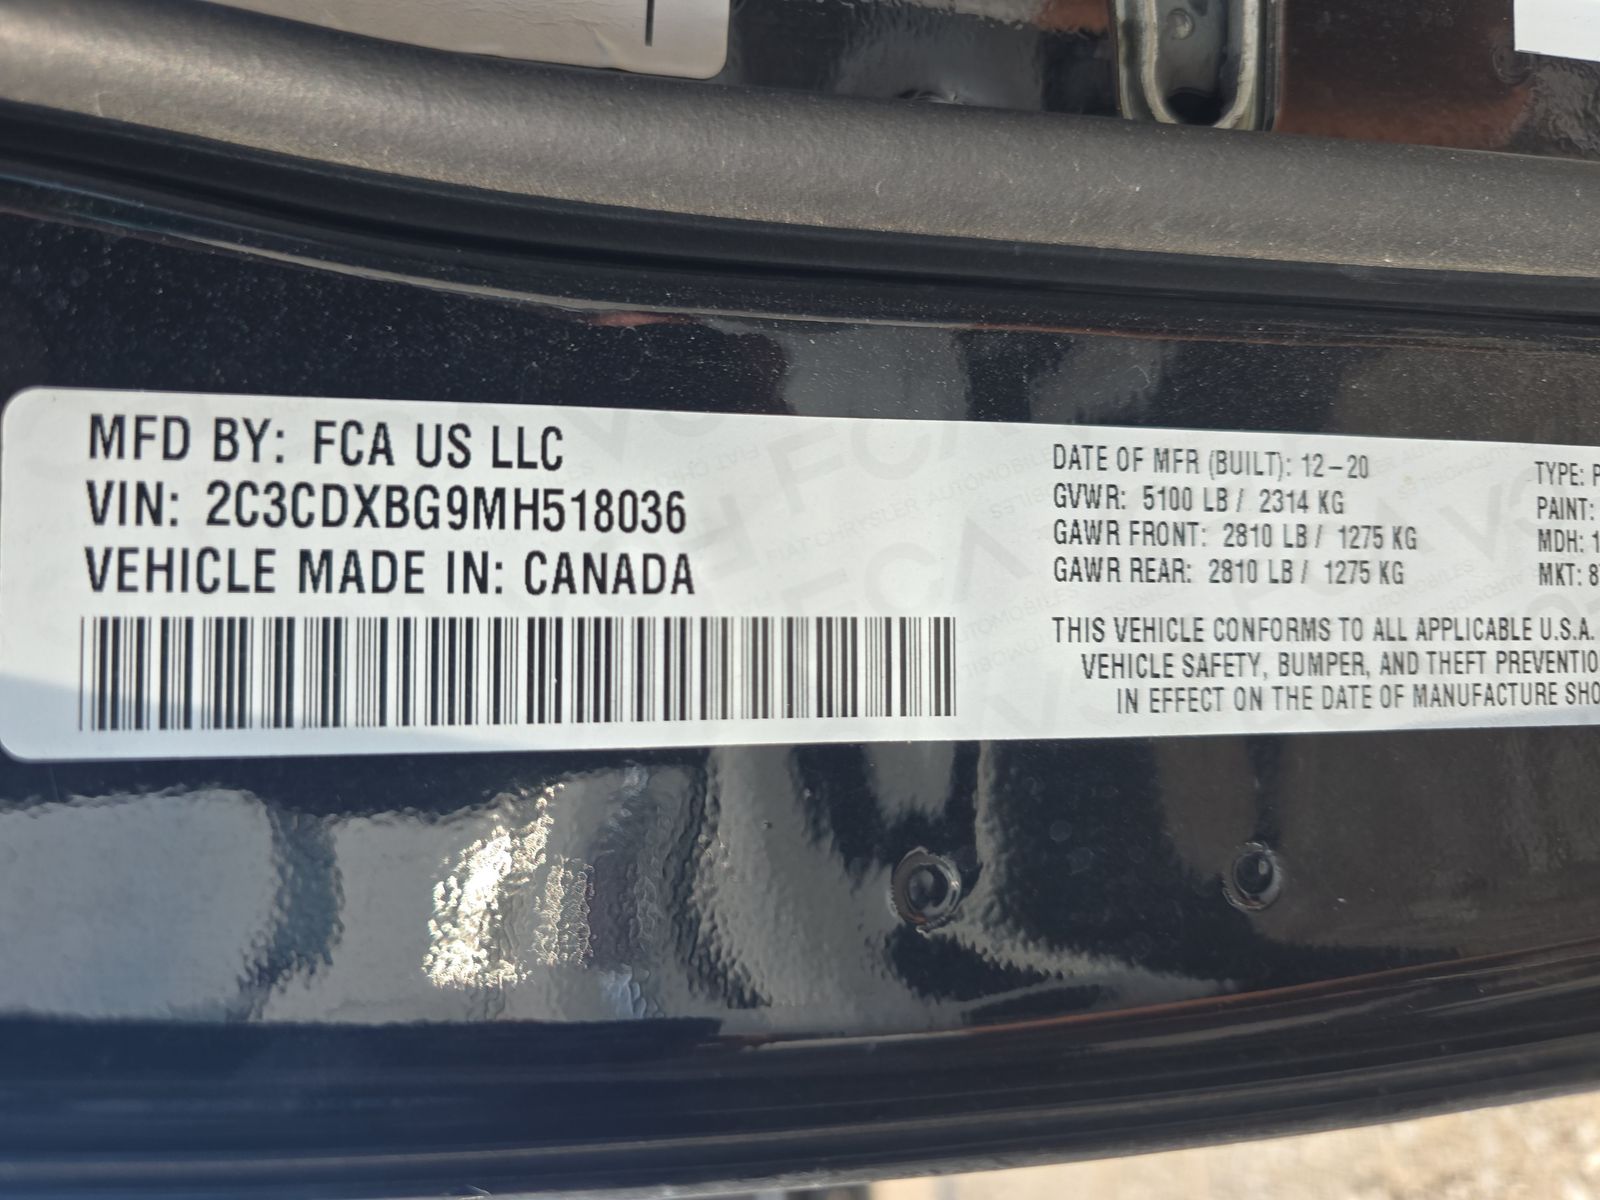 MFD BY: FCA US LLC
VIN: 2C3CDXBG9MH518036
VEHICLE MADE IN: CANADA
DATE OF MFR (BUILT): 12-20
GVWR: 5100 LB / 2314 KG
GAWR FRONT: 2810 LB / 1275 KG
GAWR REAR: 2810 LB / 1275 KG
TYPE: P
PAINT:
MDH: 1
MKT: 8
THIS VEHICLE CONFORMS TO ALL APPLICABLE U.S.A.
VEHICLE SAFETY, BUMPER, AND THEFT PREVENTIO
IN EFFECT ON THE DATE OF MANUFACTURE SHO